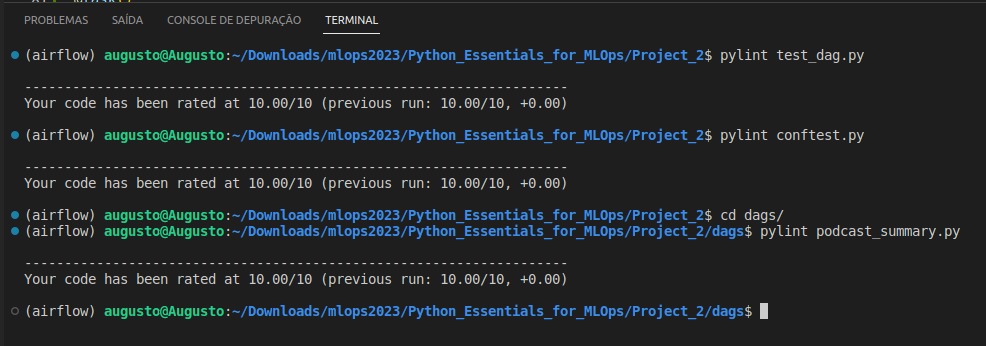 PROBLEMAS SAÍDA CONSOLE DE DEPURAÇÃO TERMINAL
(airflow) augusto@Augusto:~/Downloads/mlops2023/Python_Essentials_for_MLOps/Project_2$ pylint test_dag.py
--------------------------------------------------------------------
Your code has been rated at 10.00/10 (previous run: 10.00/10, +0.00)
(airflow) augusto@Augusto:~/Downloads/mlops2023/Python_Essentials_for_MLOps/Project_2$ pylint conftest.py
--------------------------------------------------------------------
Your code has been rated at 10.00/10 (previous run: 10.00/10, +0.00)
(airflow) augusto@Augusto:~/Downloads/mlops2023/Python_Essentials_for_MLOps/Project_2$ cd dags/
(airflow) augusto@Augusto:~/Downloads/mlops2023/Python_Essentials_for_MLOps/Project_2/dags$ pylint podcast_summary.py
--------------------------------------------------------------------
Your code has been rated at 10.00/10 (previous run: 10.00/10, +0.00)
(airflow) augusto@Augusto:~/Downloads/mlops2023/Python_Essentials_for_MLOps/Project_2/dags$